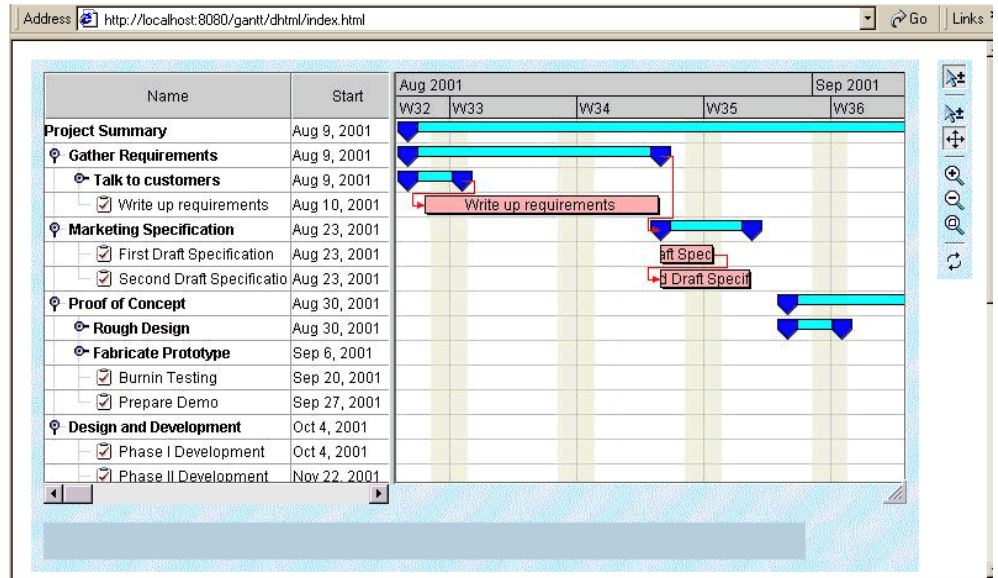 Address http://localhost:8080/gantt/dhtml/index.html Go Links
Name Start Aug 2001 Sep 2001
W32 W33 W34 W35 W36
Project Summary Aug 9, 2001
Gather Requirements Aug 9, 2001
Talk to customers Aug 9, 2001
Write up requirements Aug 10, 2001 Write up requirements
Marketing Specification Aug 23, 2001
First Draft Specification Aug 23, 2001 aft Spec
Second Draft Specificatio Aug 23, 2001 d Draft Specif
Proof of Concept Aug 30, 2001
Rough Design Aug 30, 2001
Fabricate Prototype Sep 6, 2001
Burnin Testing Sep 20, 2001
Prepare Demo Sep 27, 2001
Design and Development Oct 4, 2001
Phase I Development Oct 4, 2001
Phase II Development Nov 22, 2001